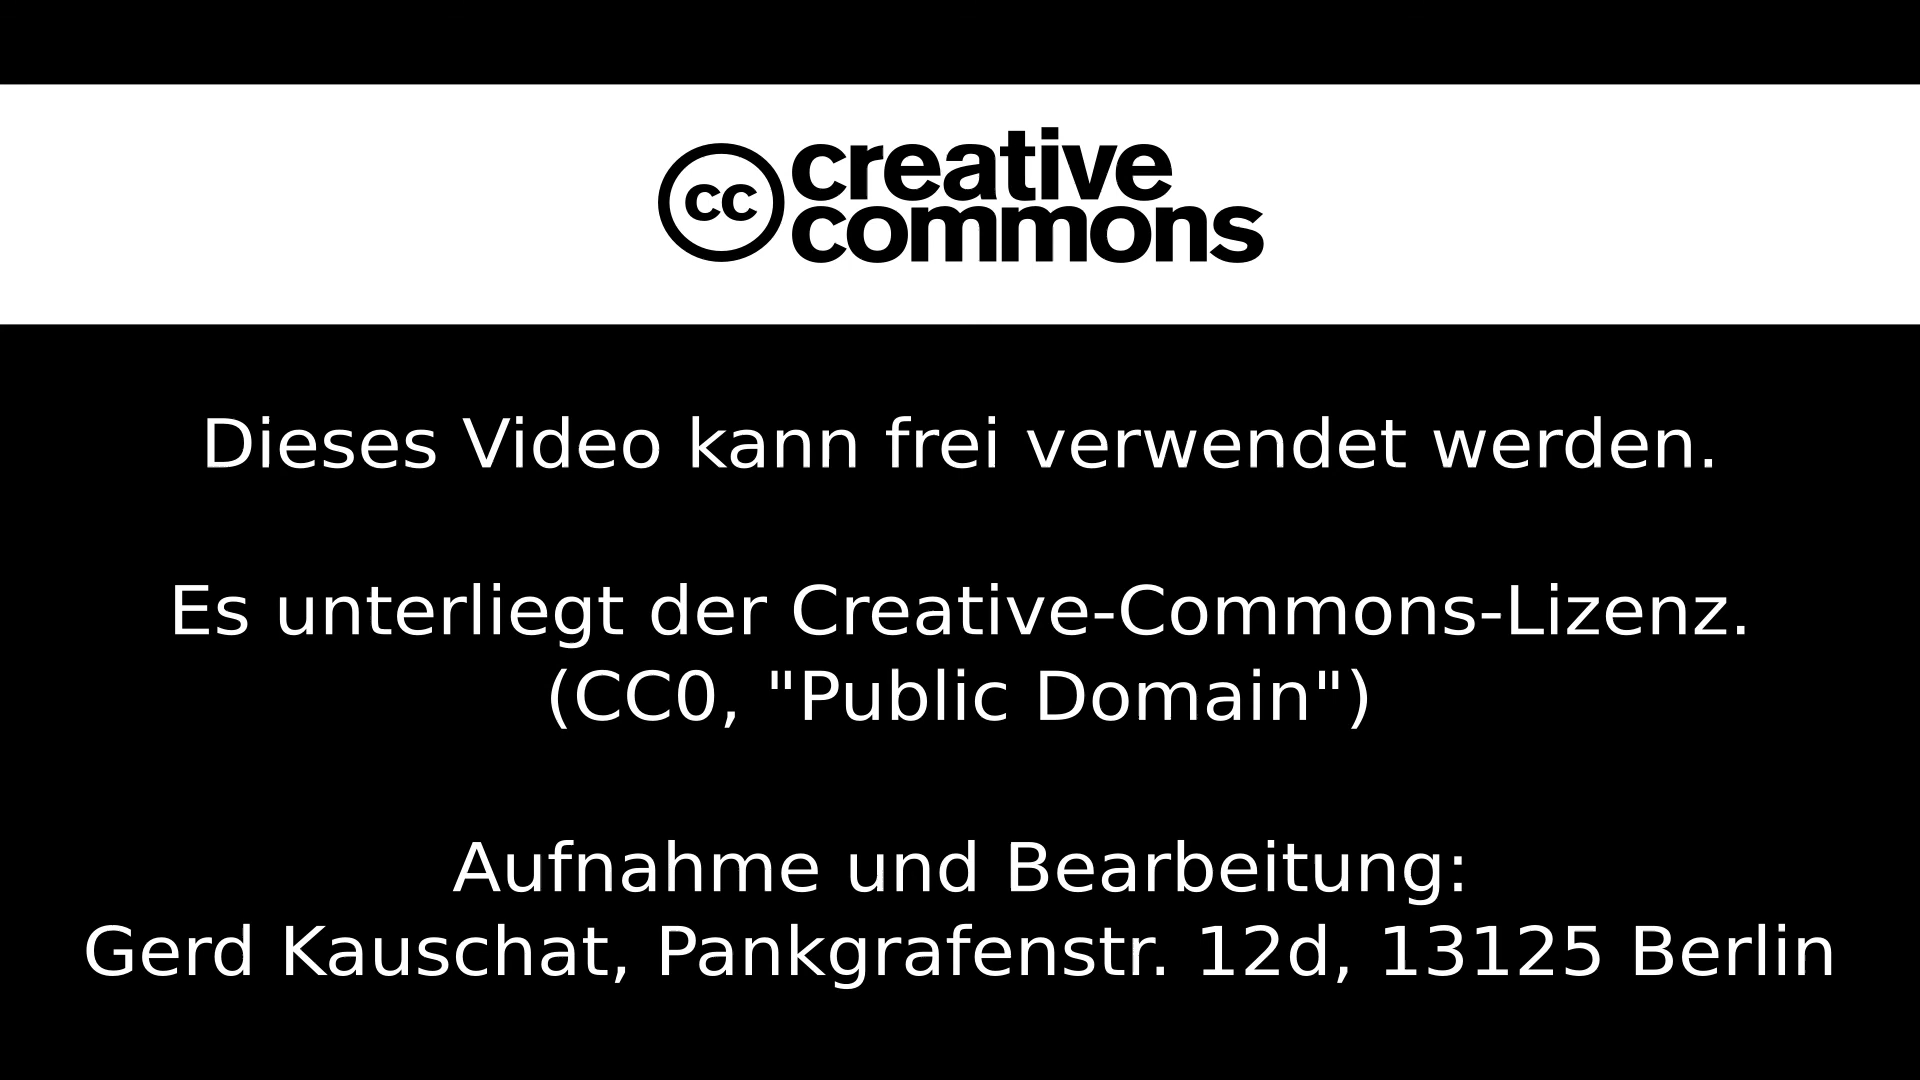 cc creative
commons
Dieses Video kann frei verwendet werden.
Es unterliegt der Creative-Commons-Lizenz.
(CC0, "Public Domain")
Aufnahme und Bearbeitung:
Gerd Kauschat, Pankgrafenstr. 12d, 13125 Berlin